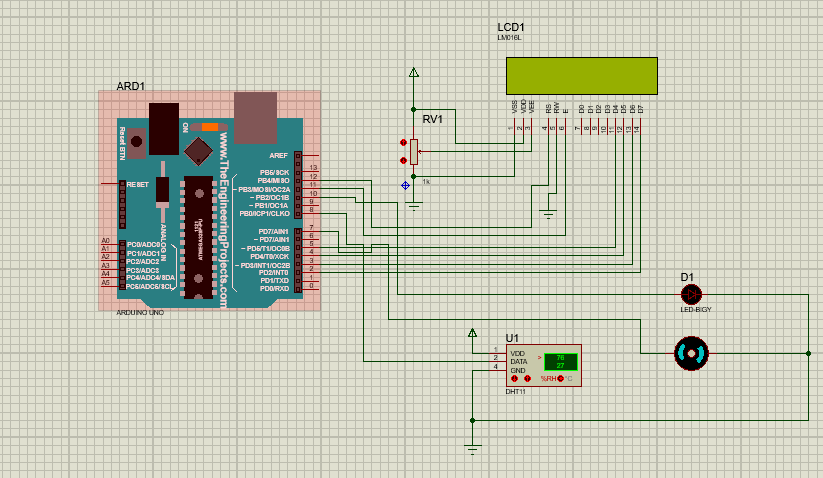 LCD1
LM016L
ARD1
RV1
1k
VSS
VDD
VEE
RS
RW
E
D0
D1
D2
D3
D4
D5
D6
D7
1
2
3
4
5
6
7
8
9
10
11
12
13
14
Reset BTN
ON
www.TheEngineeringProjects.com
ANALOG IN
AREF
PB5/SCK 13
PB4/MISO 12
~ PB3/MOSI/OC2A 11
~ PB2/OC1B 10
~ PB1/OC1A 9
PB0/ICP1/CLKO 8
RESET
PD7/AIN1 7
~ PD7/AIN1 6
~ PD5/T1/OC0B 5
PD4/T0/XCK 4
~ PD3/INT1/OC2B 3
PD2/INT0 2
PD1/TXD 1
PD0/RXD 0
A0 PC0/ADC0
A1 PC1/ADC1
A2 PC2/ADC2
A3 PC3/ADC3
A4 PC4/ADC4/SDA
A5 PC5/ADC5/SCL
ARDUINO UNO
D1
LED-BIGY
U1
1 VDD
2 DATA
4 GND
> 76
27
%RH °C
DHT11